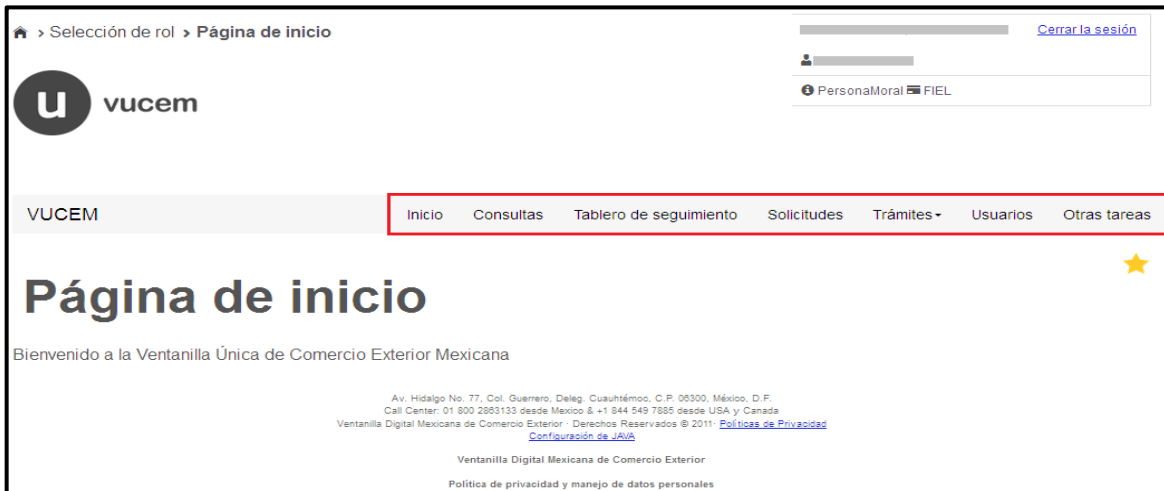 > Selección de rol > Página de inicio
Cerrar la sesión
PersonaMoral FIEL
u vucem
VUCEM Inicio Consultas Tablero de seguimiento Solicitudes Trámites Usuarios Otras tareas
Página de inicio
Bienvenido a la Ventanilla Única de Comercio Exterior Mexicana
Av. Hidalgo No. 77, Col. Guerrero, Deleg. Cuauhtémoc, C.P. 06300, México, D.F.
Call Center: 01 800 2863133 desde Mexico & +1 844 549 7885 desde USA y Canada
Ventanilla Digital Mexicana de Comercio Exterior · Derechos Reservados © 2011· Políticas de Privacidad
Configuración de JAVA
Ventanilla Digital Mexicana de Comercio Exterior
Política de privacidad y manejo de datos personales